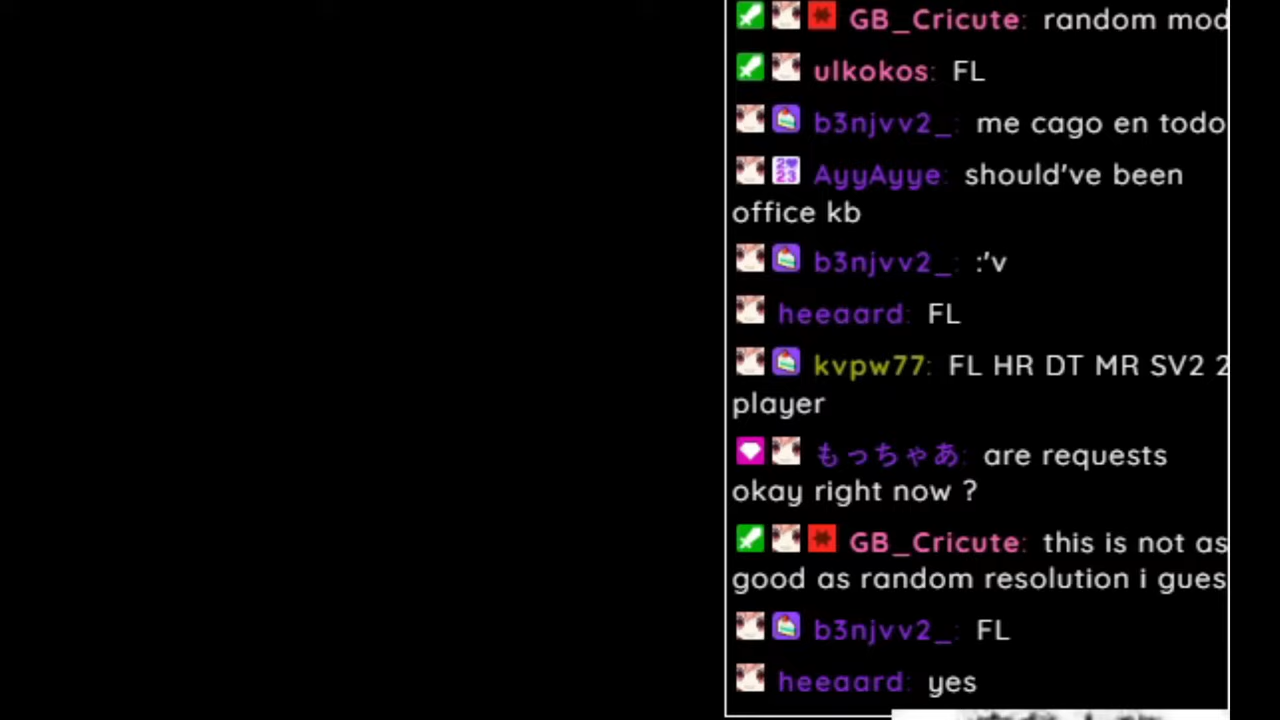 GB_Cricute: random mod
ulkokos: FL
b3njvv2_: me cago en todo
AyyAyye: should've been
office kb
b3njvv2_: :'v
heeaard: FL
kvpw77: FL HR DT MR SV2 2
player
もっちゃあ: are requests
okay right now ?
GB_Cricute: this is not as
good as random resolution i gues
b3njvv2_: FL
heeaard: yes